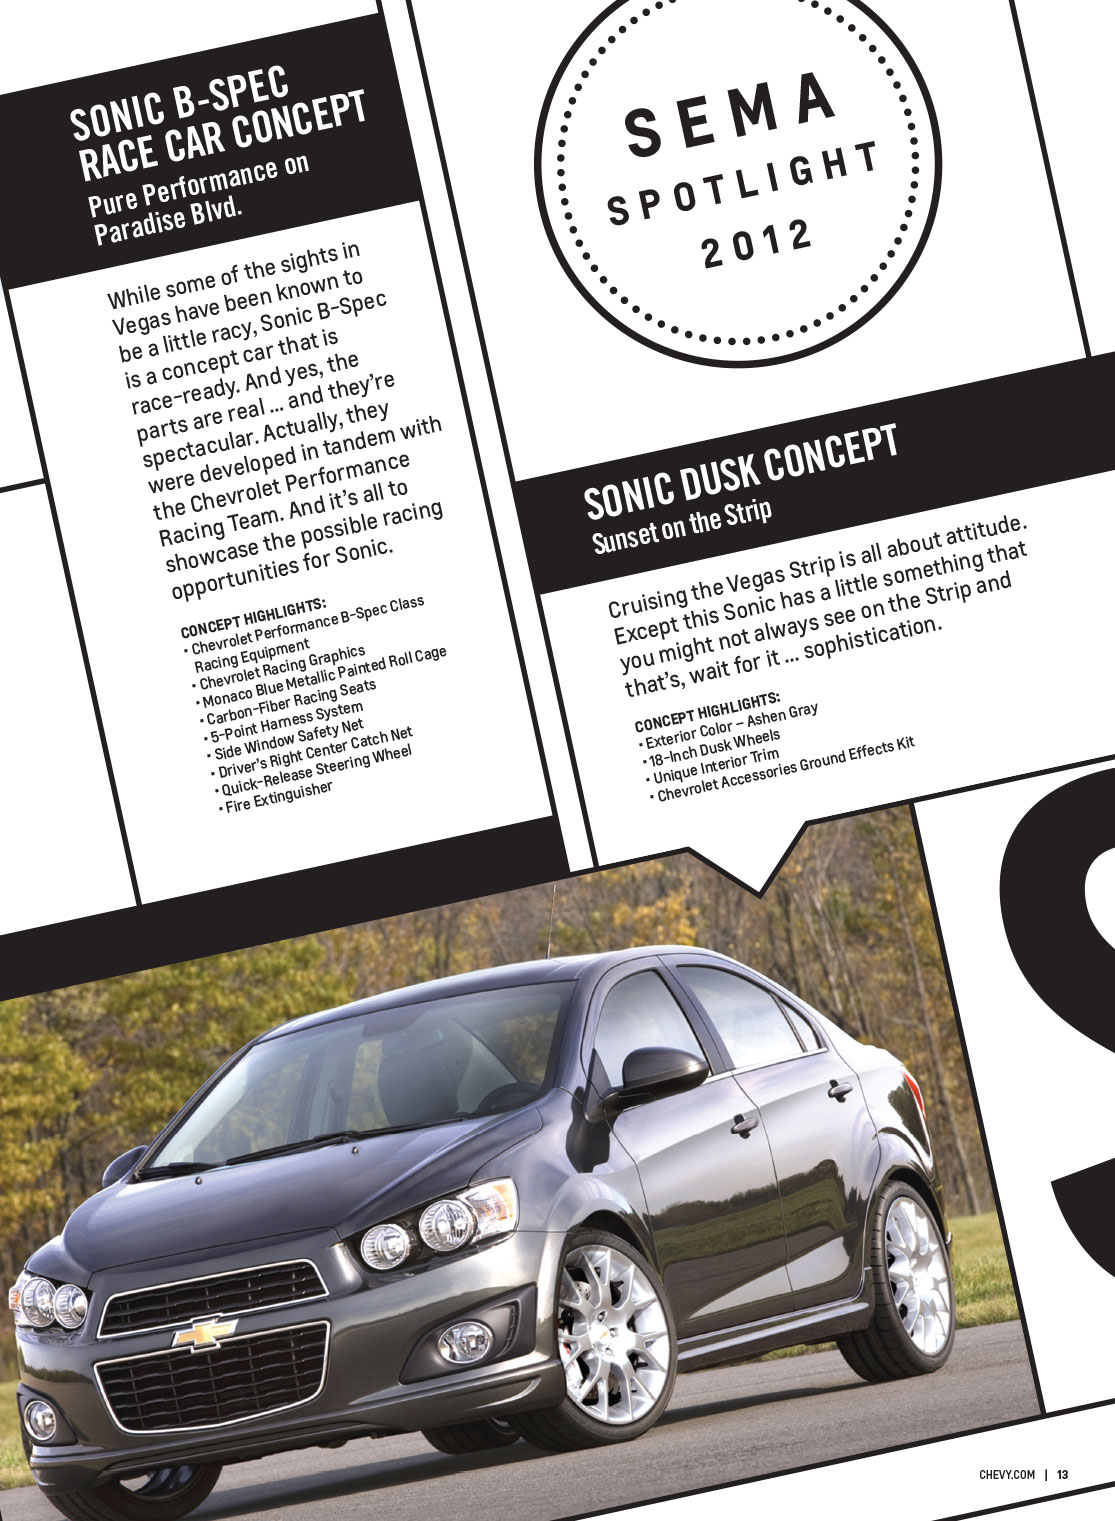 SONIC B-SPEC
RACE CAR CONCEPT
Pure Performance on
Paradise Blvd.
While some of the sights in
Vegas have been known to
be a little racy, Sonic B-Spec
is a concept car that is
race-ready. And yes, the
parts are real ... and they're
spectacular. Actually, they
were developed in tandem with
the Chevrolet Performance
Racing Team. And it's all to
showcase the possible racing
opportunities for Sonic.
CONCEPT HIGHLIGHTS:
• Chevrolet Performance B-Spec Class
Racing Equipment
• Chevrolet Racing Graphics
• Monaco Blue Metallic Painted Roll Cage
• Carbon-Fiber Racing Seats
• 5-Point Harness System
• Side Window Safety Net
• Driver's Right Center Catch Net
• Quick-Release Steering Wheel
• Fire Extinguisher
SEMA
SPOTLIGHT
2012
SONIC DUSK CONCEPT
Sunset on the Strip
Cruising the Vegas Strip is all about attitude.
Except this Sonic has a little something that
you might not always see on the Strip and
that's, wait for it ... sophistication.
CONCEPT HIGHLIGHTS:
• Exterior Color – Ashen Gray
• 18-Inch Dusk Wheels
• Unique Interior Trim
• Chevrolet Accessories Ground Effects Kit
S
CHEVY.COM | 13